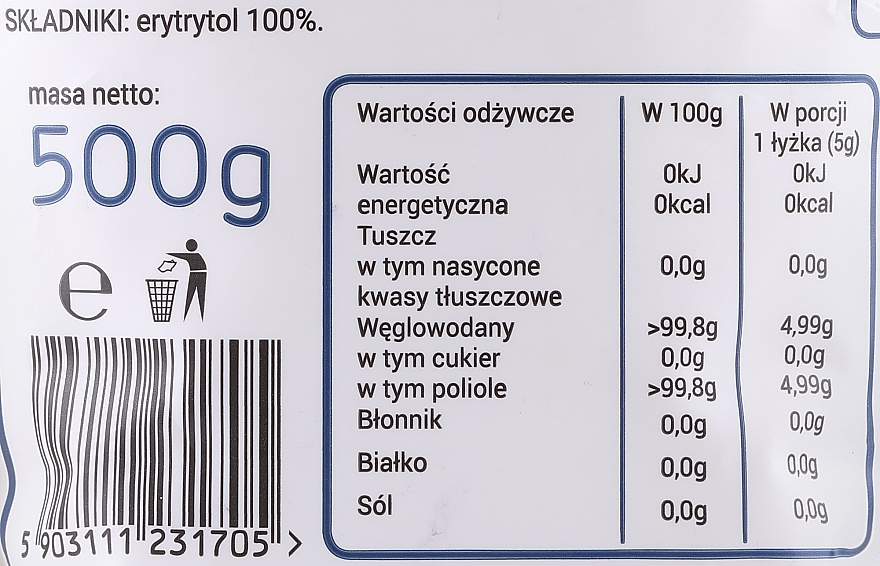 SKŁADNIKI: erytrytol 100%.
masa netto:
500g
e
5 903111 231705 >
Wartości odżywcze W 100g W porcji
1 łyżka (5g)
Wartość 0kJ 0kJ
energetyczna 0kcal 0kcal
Tuszcz
w tym nasycone 0,0g 0,0g
kwasy tłuszczowe
Węglowodany >99,8g 4,99g
w tym cukier 0,0g 0,0g
w tym poliole >99,8g 4,99g
Błonnik 0,0g 0,0g
Białko 0,0g 0,0g
Sól 0,0g 0,0g